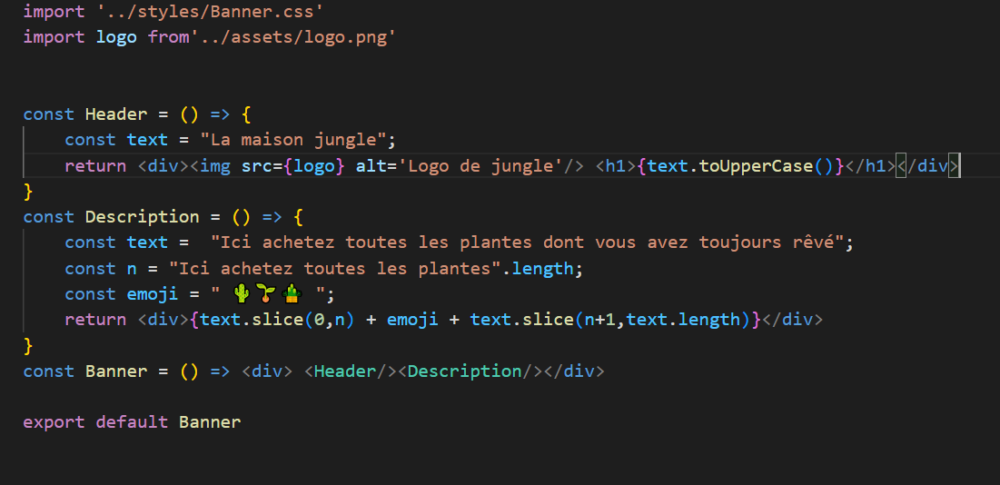 import '../styles/Banner.css'
import logo from'../assets/logo.png'
const Header = () => {
    const text = "La maison jungle";
    return <div><img src={logo} alt='Logo de jungle'/> <h1>{text.toUpperCase()}</h1></div>
}
const Description = () => {
    const text =  "Ici achetez toutes les plantes dont vous avez toujours rêvé";
    const n = "Ici achetez toutes les plantes".length;
    const emoji = " 🌵🌱🎍 ";
    return <div>{text.slice(0,n) + emoji + text.slice(n+1,text.length)}</div>
}
const Banner = () => <div> <Header/><Description/></div>
export default Banner